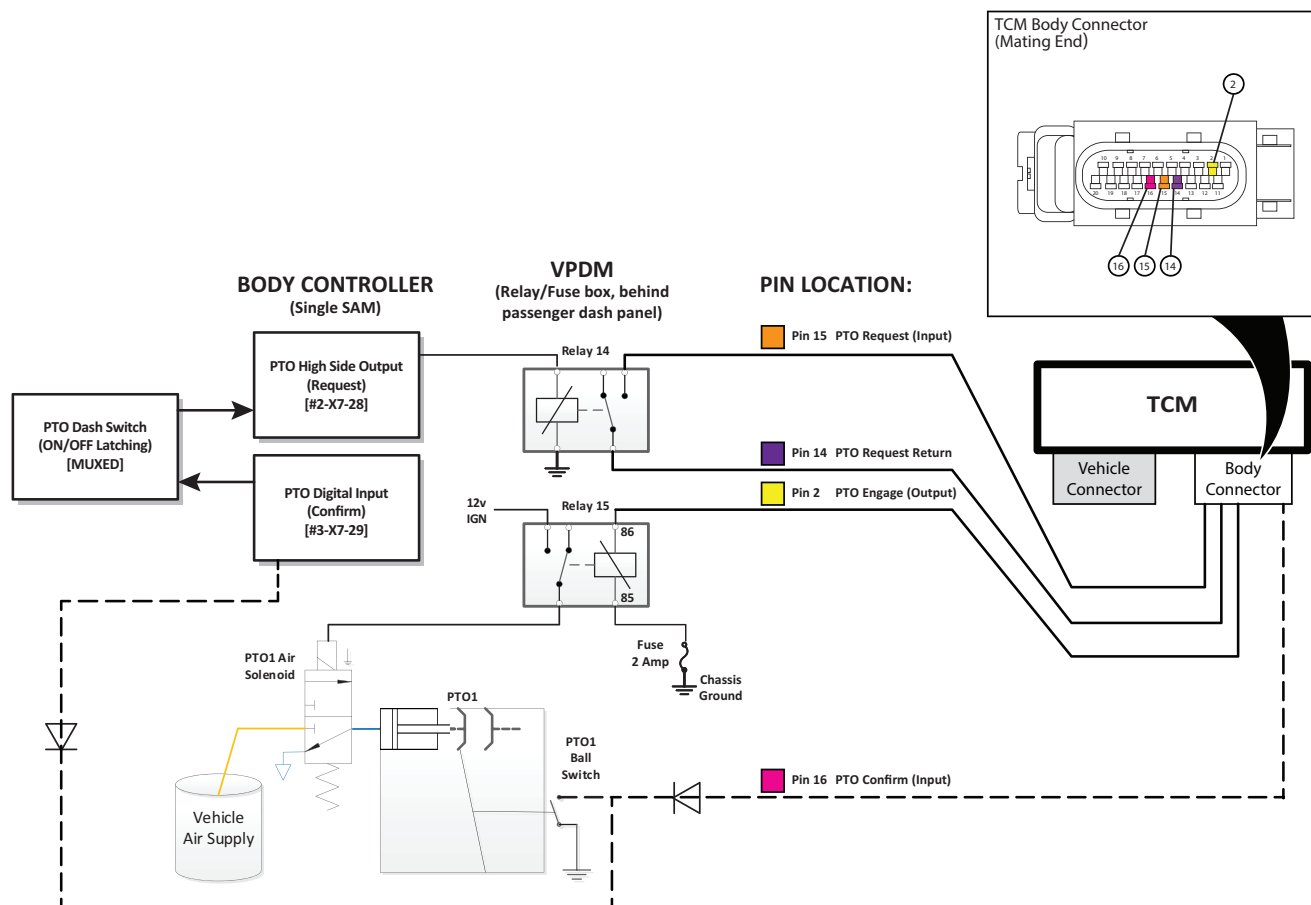 TCM Body Connector
(Mating End)
2
10 9 8 7 6 5 4 3 2 1
20 19 18 17 16 15 14 13 12 11
16 15 14
BODY CONTROLLER
(Single SAM)
VPDM
(Relay/Fuse box, behind
passenger dash panel)
PIN LOCATION:
PTO High Side Output
(Request)
[#2-X7-28]
Relay 14
Pin 15 PTO Request (Input)
TCM
PTO Dash Switch
(ON/OFF Latching)
[MUXED]
Pin 14 PTO Request Return
Vehicle
Connector
Body
Connector
PTO Digital Input
(Confirm)
[#3-X7-29]
12v
IGN
Relay 15
Pin 2 PTO Engage (Output)
86
85
Fuse
2 Amp
Chassis
Ground
PTO1 Air
Solenoid
PTO1
PTO1
Ball
Switch
Pin 16 PTO Confirm (Input)
Vehicle
Air Supply